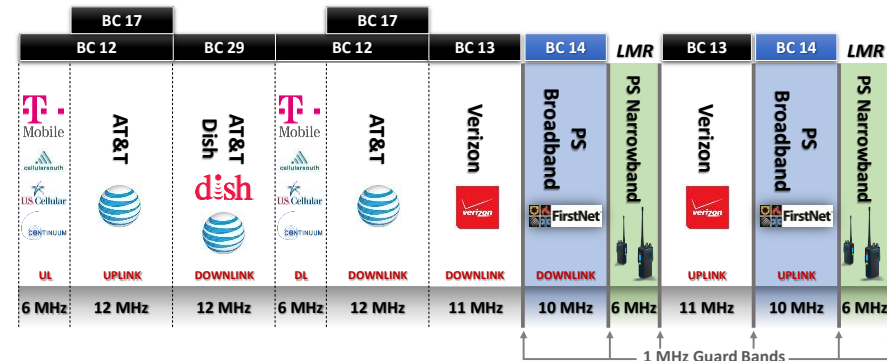 BC 17
BC 17
BC 12
BC 29
BC 12
BC 13
BC 14
LMR
BC 13
BC 14
LMR
T
Mobile
cellularsouth
U.S. Cellular
CONTINUUM
UL
6 MHz
AT&T
UPLINK
12 MHz
AT&T
Dish
dish
DOWNLINK
12 MHz
T
Mobile
cellularsouth
U.S. Cellular
CONTINUUM
DL
6 MHz
AT&T
DOWNLINK
12 MHz
Verizon
verizon
DOWNLINK
11 MHz
PS
Broadband
FirstNet
DOWNLINK
10 MHz
PS Narrowband
6 MHz
Verizon
verizon
UPLINK
11 MHz
PS
Broadband
FirstNet
UPLINK
10 MHz
PS Narrowband
6 MHz
1 MHz Guard Bands